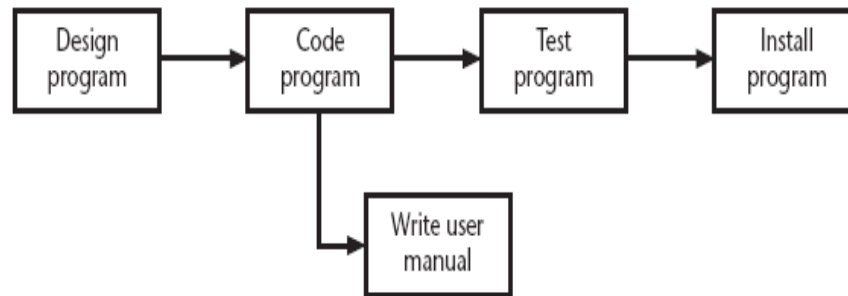 Design
program
Code
program
Test
program
Install
program
Write user
manual